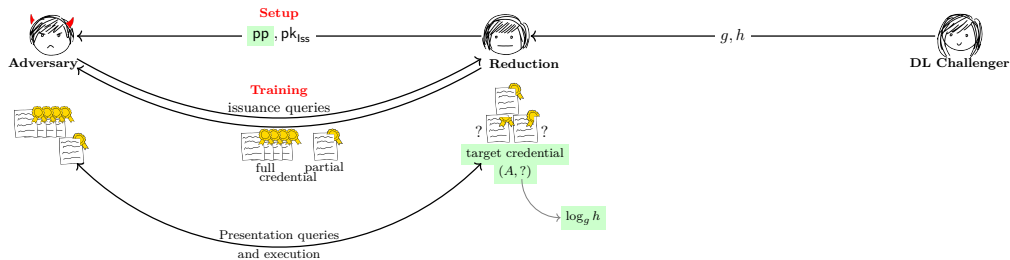 Setup
pp, pk_Iss
g, h
Adversary
Reduction
DL Challenger
Training
issuance queries
? ?
full partial
credential
target credential
(A, ?)
log_g h
Presentation queries
and execution